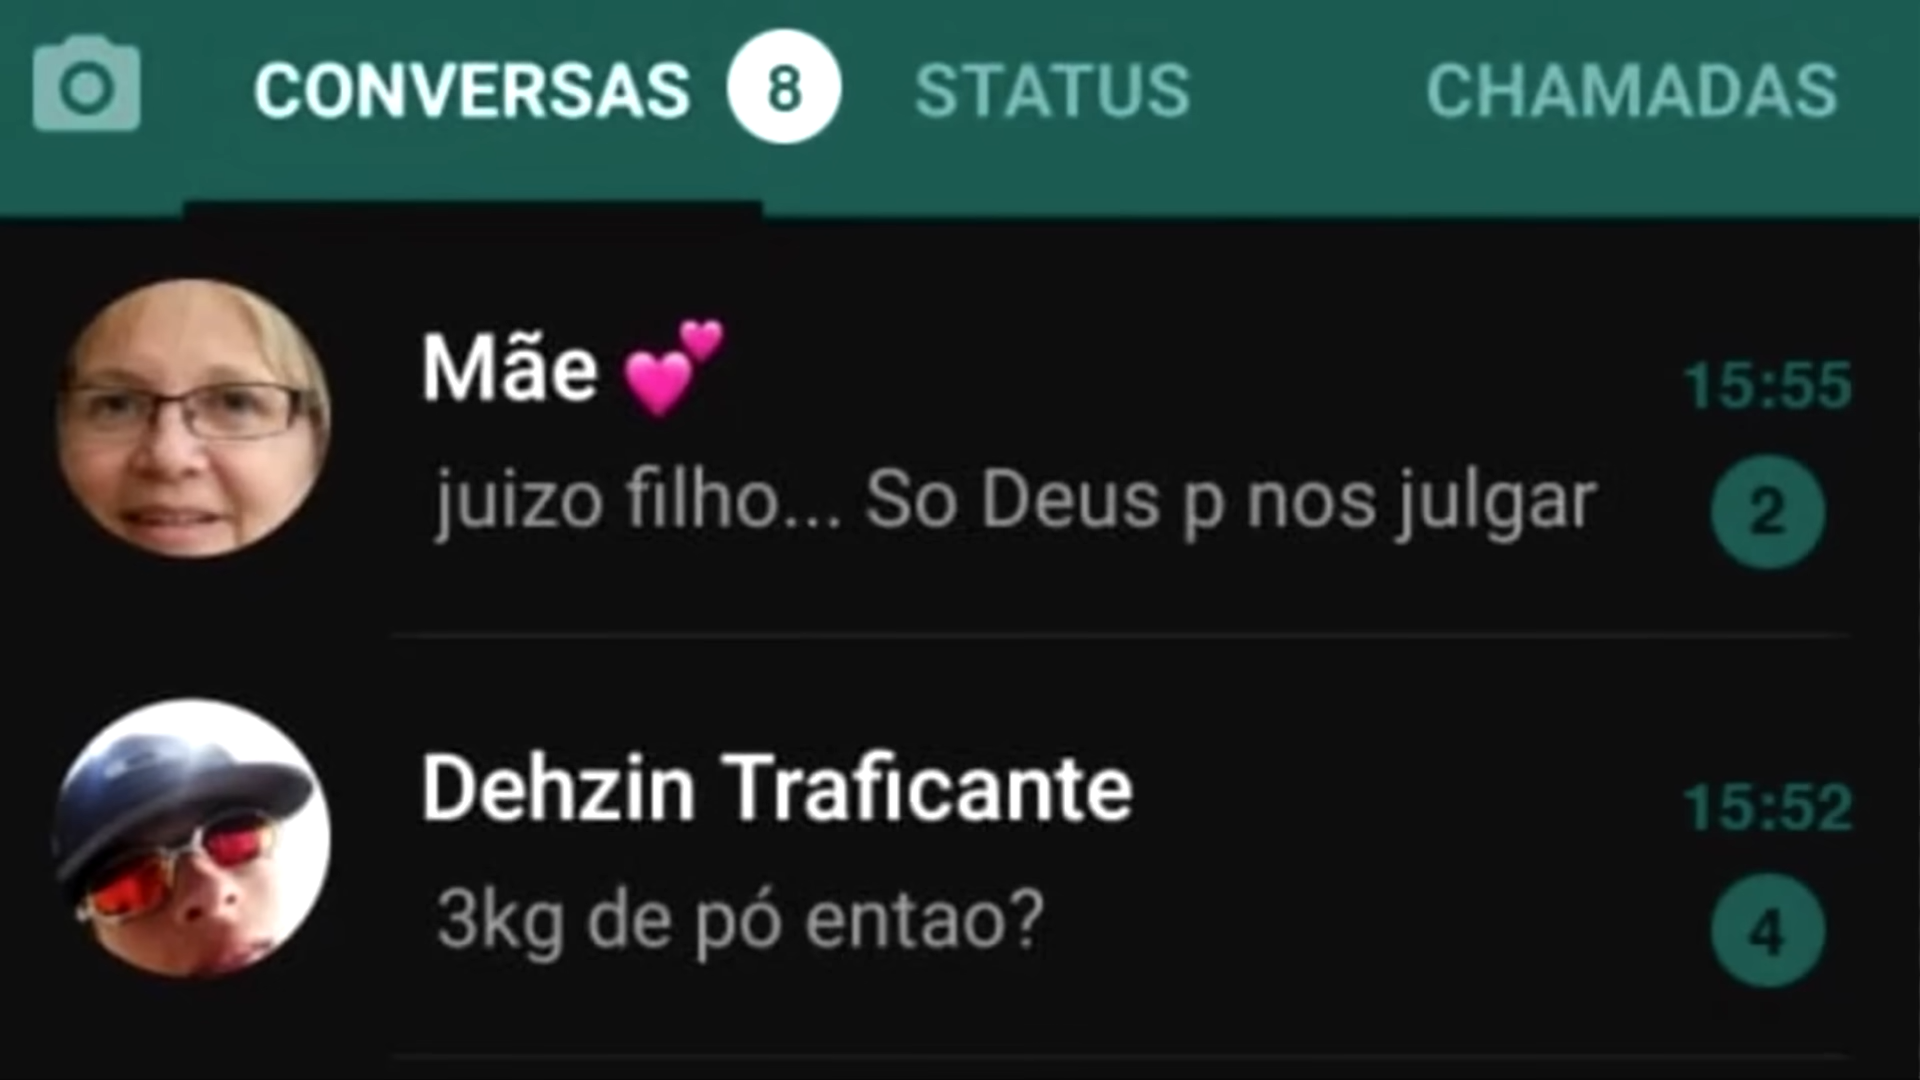 CONVERSAS 8 STATUS CHAMADAS
Mãe 💕
15:55
juizo filho... So Deus p nos julgar
2
Dehzin Traficante
15:52
3kg de pó entao?
4